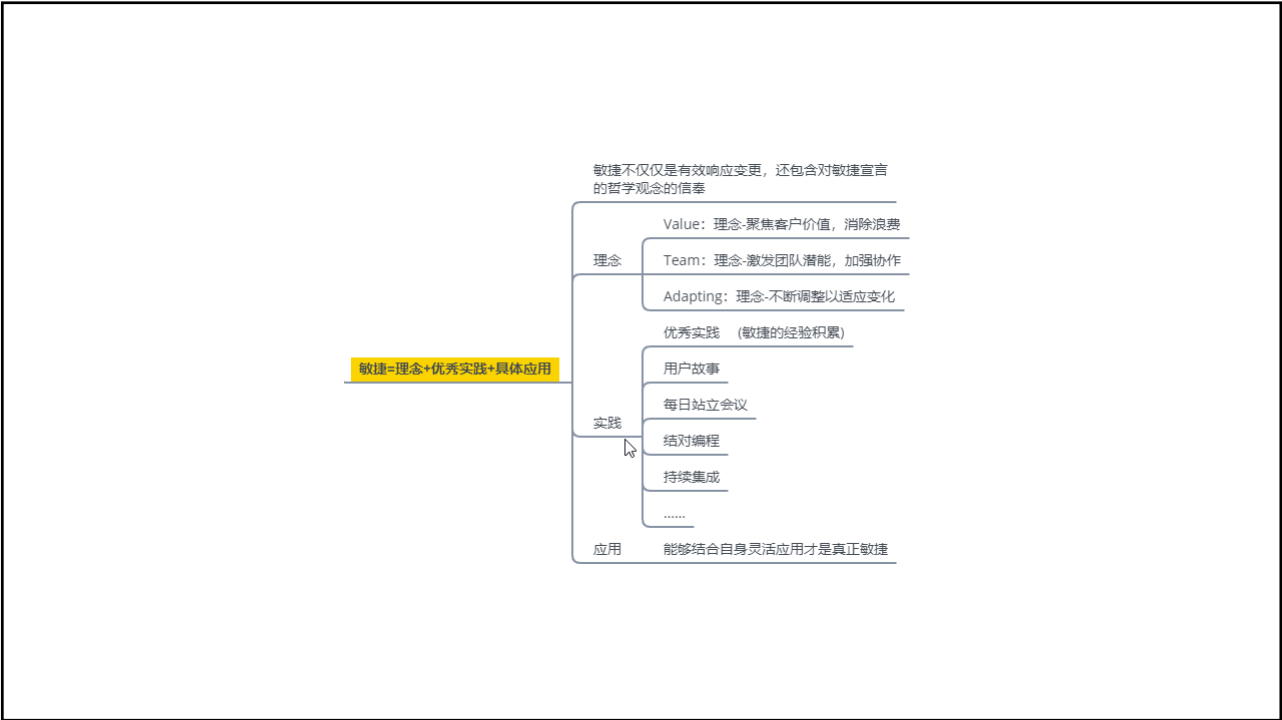 敏捷不仅仅是有效响应变更，还包含对敏捷宣言
的哲学观念的信奉
Value：理念-聚焦客户价值，消除浪费
理念
Team：理念-激发团队潜能，加强协作
Adapting：理念-不断调整以适应变化
敏捷=理念+优秀实践+具体应用
优秀实践 (敏捷的经验积累)
用户故事
每日站立会议
实践
结对编程
持续集成
......
应用
能够结合自身灵活应用才是真正敏捷